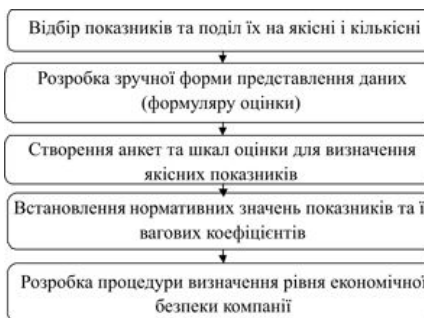 Відбір показників та поділ їх на якісні і кількісні
Розробка зручної форми представлення даних
(формуляру оцінки)
Створення анкет та шкал оцінки для визначення
якісних показників
Встановлення нормативних значень показників та ї
вагових коефіцієнтів
Розробка процедури визначення рівня економічної
безпеки компанії